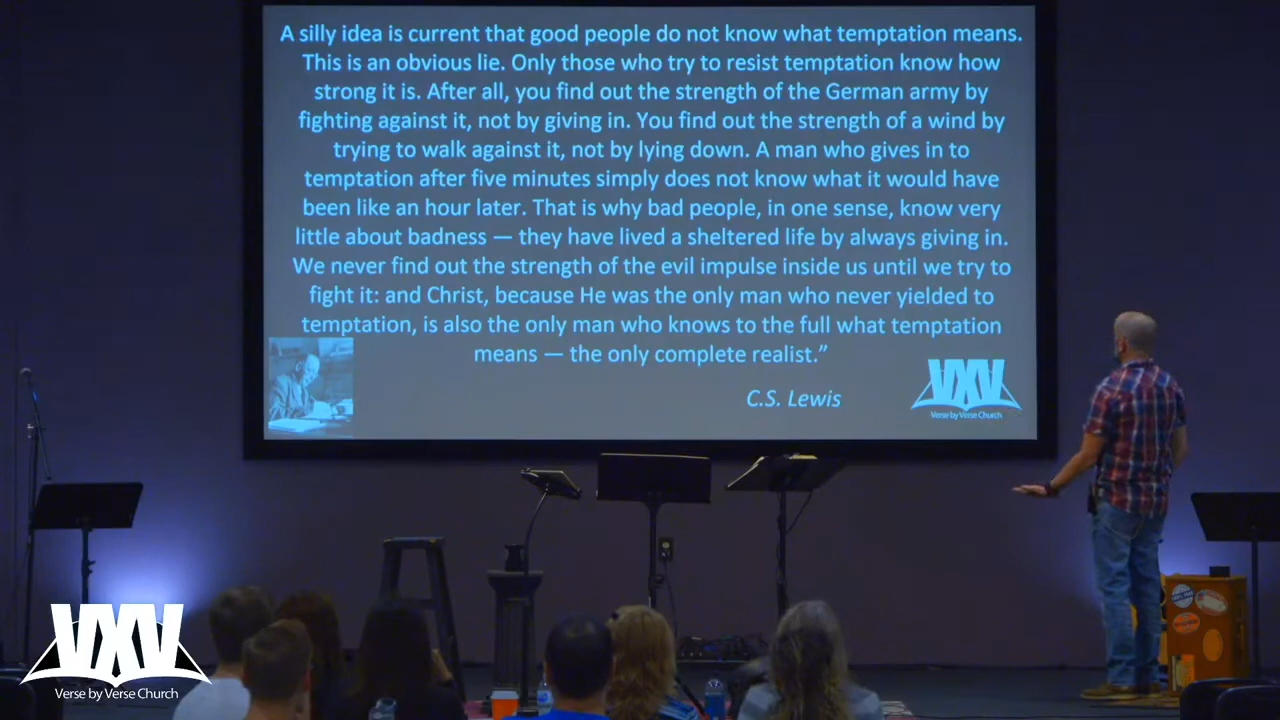 A silly idea is current that good people do not know what temptation means.
This is an obvious lie. Only those who try to resist temptation know how
strong it is. After all, you find out the strength of the German army by
fighting against it, not by giving in. You find out the strength of a wind by
trying to walk against it, not by lying down. A man who gives in to
temptation after five minutes simply does not know what it would have
been like an hour later. That is why bad people, in one sense, know very
little about badness — they have lived a sheltered life by always giving in.
We never find out the strength of the evil impulse inside us until we try to
fight it: and Christ, because He was the only man who never yielded to
temptation, is also the only man who knows to the full what temptation
means — the only complete realist.”
C.S. Lewis
VXV
Verse by Verse Church
VXV
Verse by Verse Church